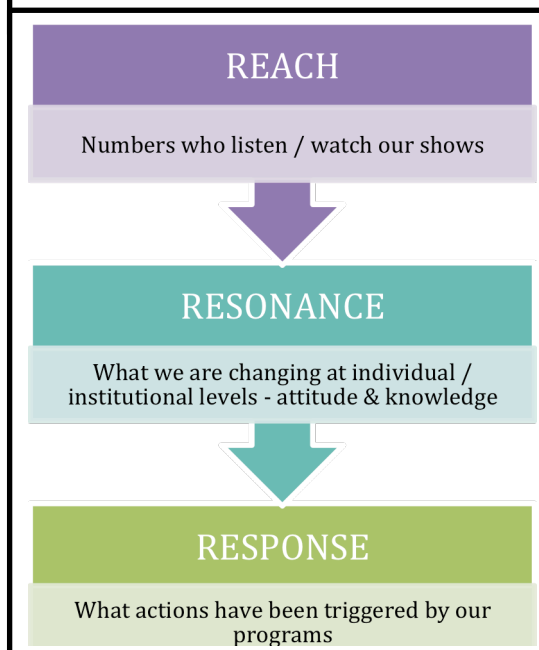 REACH
Numbers who listen / watch our shows
RESONANCE
What we are changing at individual /
institutional levels - attitude & knowledge
RESPONSE
What actions have been triggered by our
programs